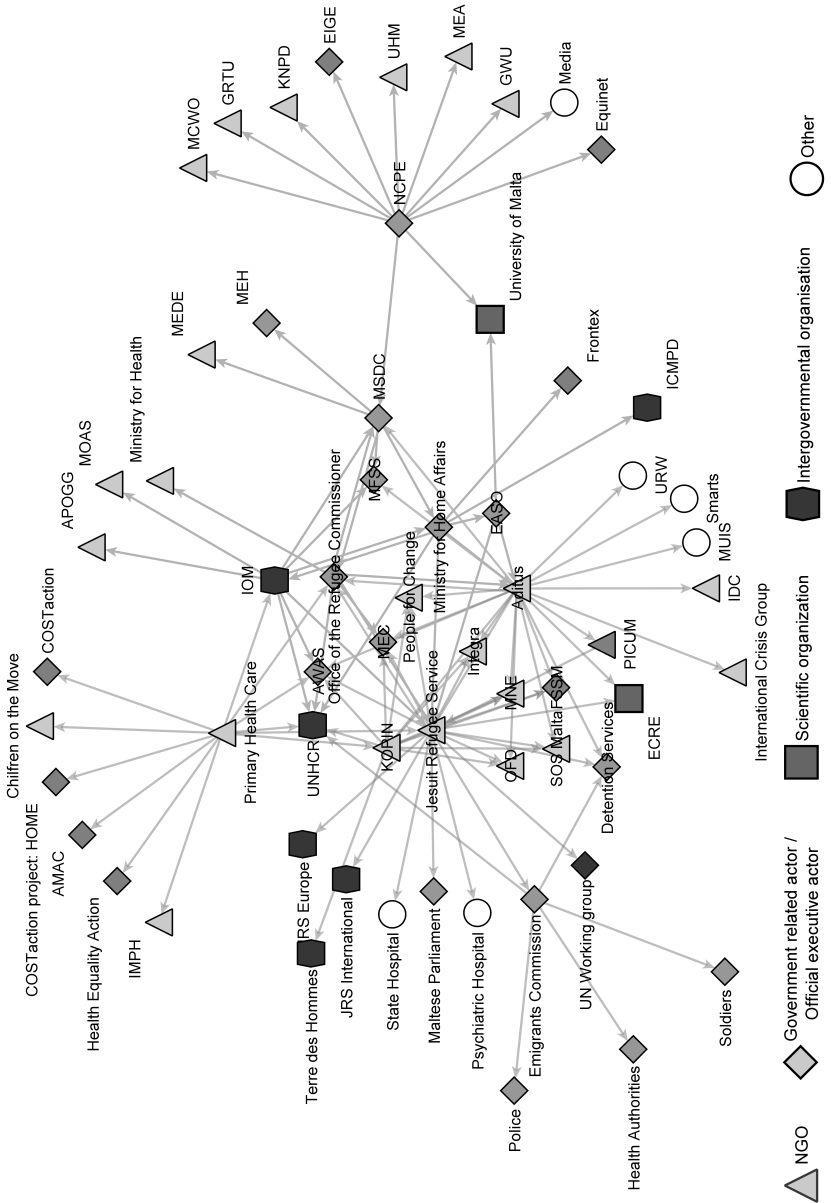 Chilfren on the Move
COSTaction project: HOME
COSTaction
AMAC
APOGG
MOAS
Health Equality Action
IMPH
Ministry for Health
MEDE
MCWO
GRTU
Primary Health Care
IOM
MEH
KNPD
Terre des Hommes
RS Europe
UNHCR
AWAS
Office of the Refugee Commissioner
EIGE
JRS International
MFSS
MSDC
State Hospital
KOPIN
MEC
NCPE
UHM
People for Change
Maltese Parliament
Jesuit Refugee Service
Ministry for Home Affairs
MEA
Psychiatric Hospital
Integra
EASO
Police
Emigrants Commission
OFD
MNE
Aditus
University of Malta
GWU
SOS Malta
FSSM
Media
UN Working group
Frontex
Detention Services
Equinet
Health Authorities
PICUM
ECRE
URW
ICMPD
Smarts
Soldiers
MUIS
IDC
International Crisis Group
NGO
Government related actor /
Official executive actor
Scientific organization
Intergovernmental organisation
Other